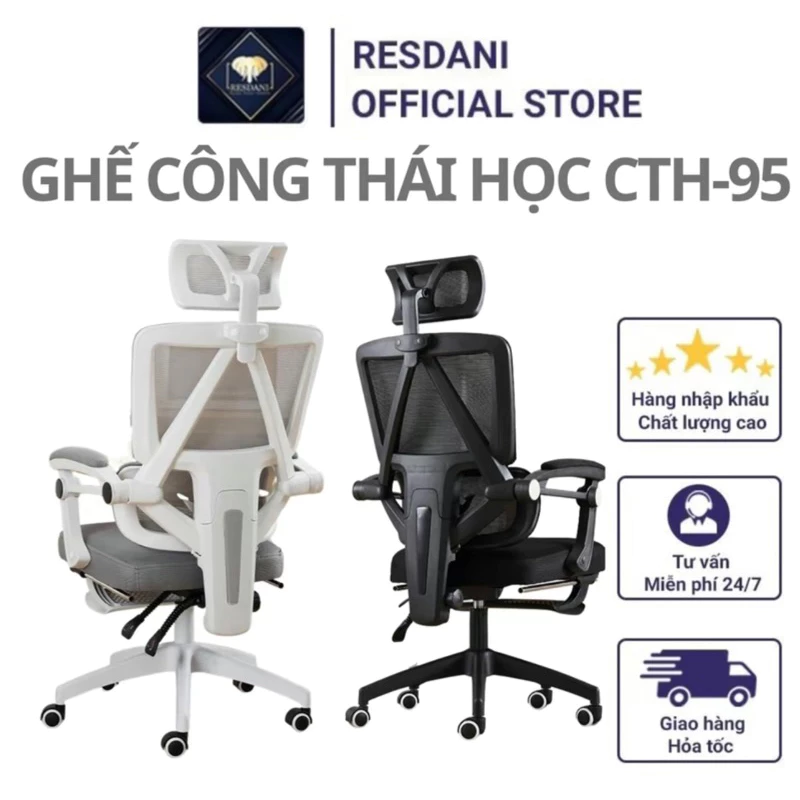 RESDANI
RESDANI
OFFICIAL STORE
GHẾ CÔNG THÁI HỌC CTH-95
Hàng nhập khẩu
Chất lượng cao
Tư vấn
Miễn phí 24/7
Giao hàng
Hỏa tốc